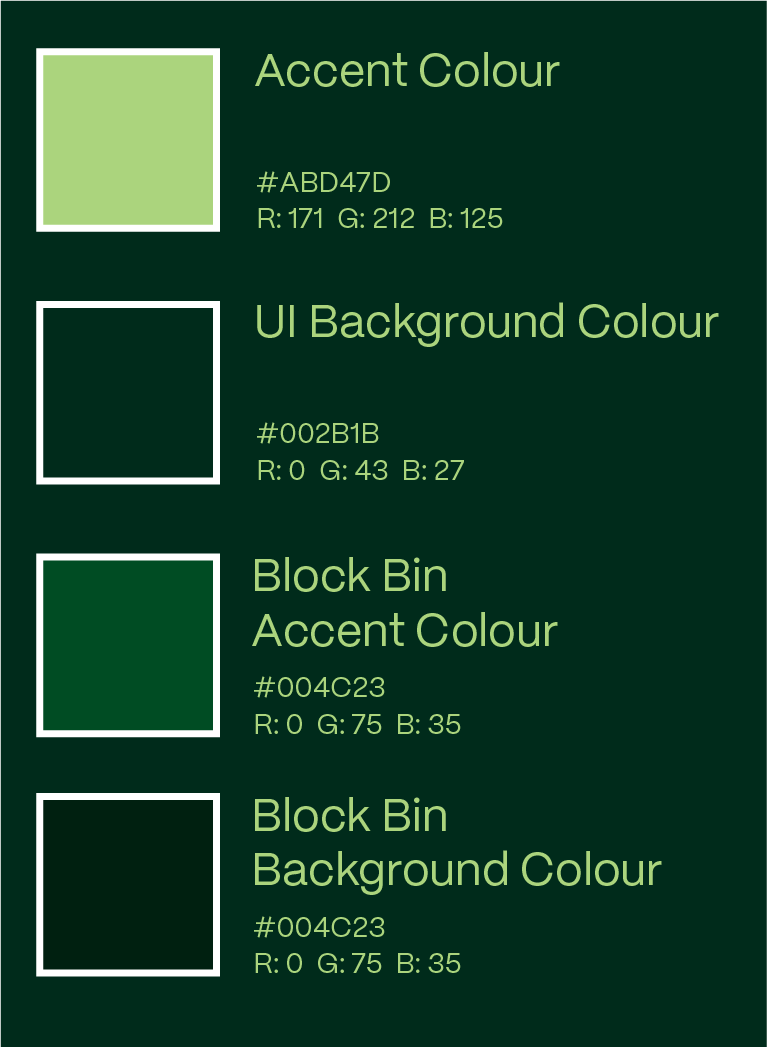 Accent Colour
#ABD47D
R: 171 G: 212 B: 125
UI Background Colour
#002B1B
R: 0 G: 43 B: 27
Block Bin
Accent Colour
#004C23
R: 0 G: 75 B: 35
Block Bin
Background Colour
#004C23
R: 0 G: 75 B: 35